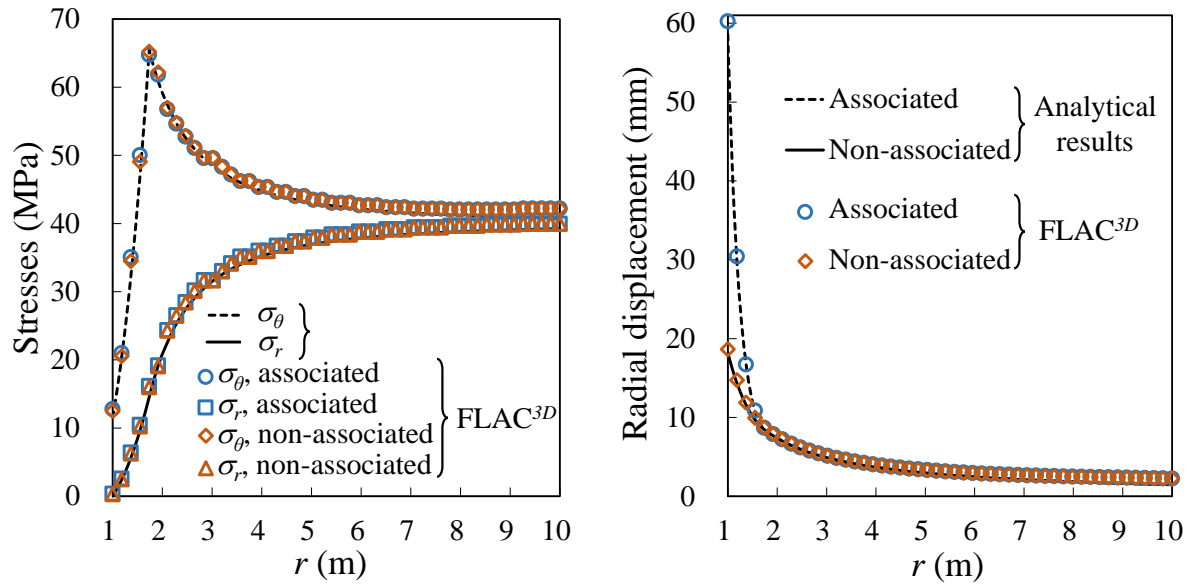 70
60
50
40
30
20
10
0
Stresses (MPa)
σθ
σr
σθ, associated
σr, associated
σθ, non-associated
σr, non-associated
FLAC3D
1 2 3 4 5 6 7 8 9 10
r (m)
60
50
40
30
20
10
0
Radial displacement (mm)
Associated
Non-associated
Analytical
results
Associated
Non-associated
FLAC3D
1 2 3 4 5 6 7 8 9 10
r (m)